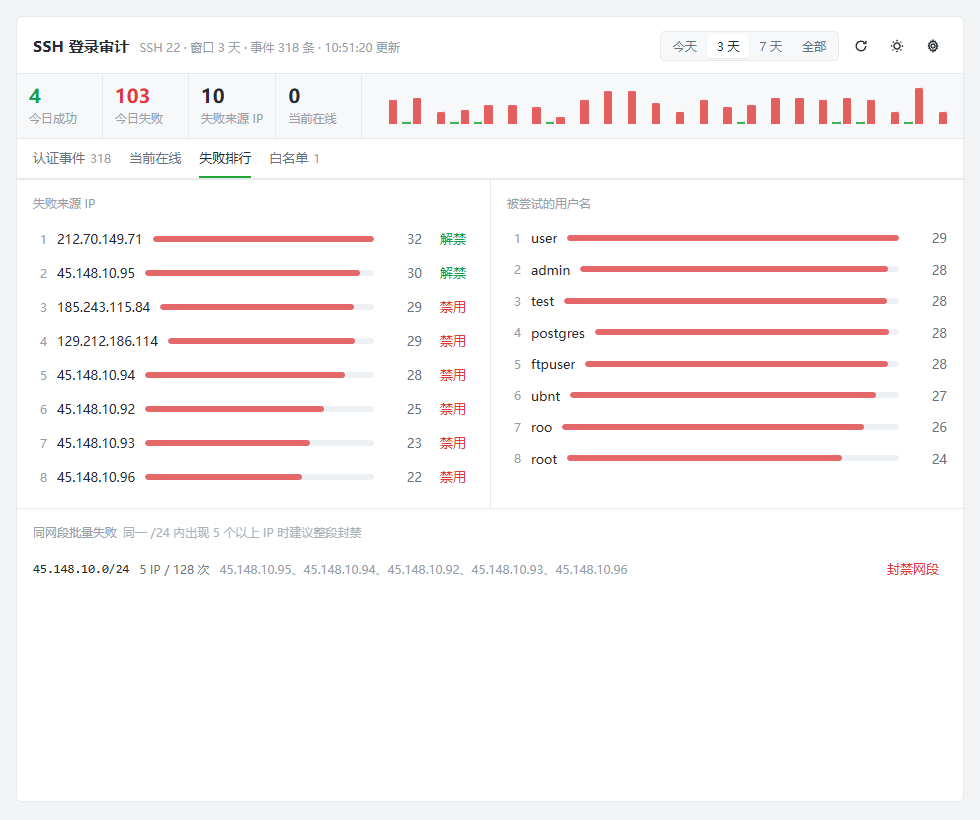 SSH 登录审计 SSH 22 · 窗口 3 天 · 事件 318 条 · 10:51:20 更新 今天 3 天 7 天 全部
4 103 10 0
今日成功 今日失败 失败来源 IP 当前在线
认证事件 318 当前在线 失败排行 白名单 1
失败来源 IP
1 212.70.149.71 32 解禁
2 45.148.10.95 30 解禁
3 185.243.115.84 29 禁用
4 129.212.186.114 29 禁用
5 45.148.10.94 28 禁用
6 45.148.10.92 25 禁用
7 45.148.10.93 23 禁用
8 45.148.10.96 22 禁用
被尝试的用户名
1 user 29
2 admin 28
3 test 28
4 postgres 28
5 ftpuser 28
6 ubnt 27
7 roo 26
8 root 24
同网段批量失败 同一 /24 内出现 5 个以上 IP 时建议整段封禁
45.148.10.0/24 5 IP / 128 次 45.148.10.95、45.148.10.94、45.148.10.92、45.148.10.93、45.148.10.96 封禁网段